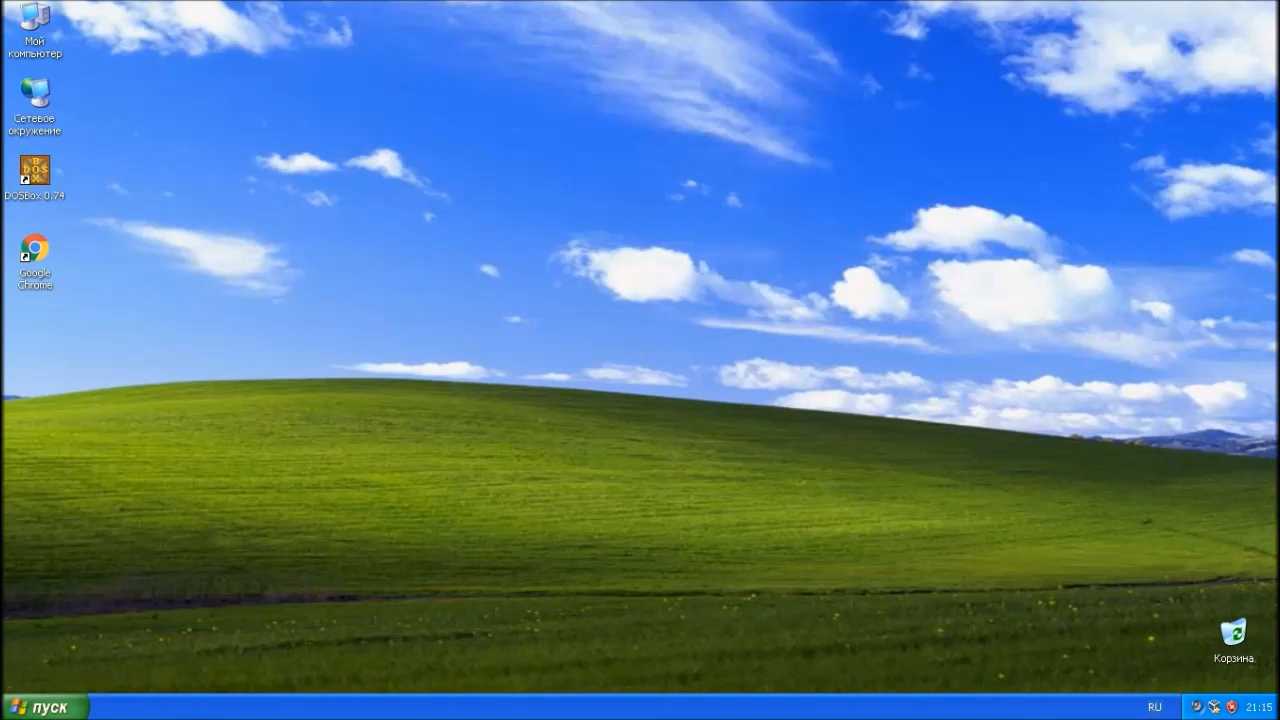 Мой
компьютер
Сетевое
окружение
DOSBox 0.74
Google
Chrome
Корзина
пуск
RU
21:15